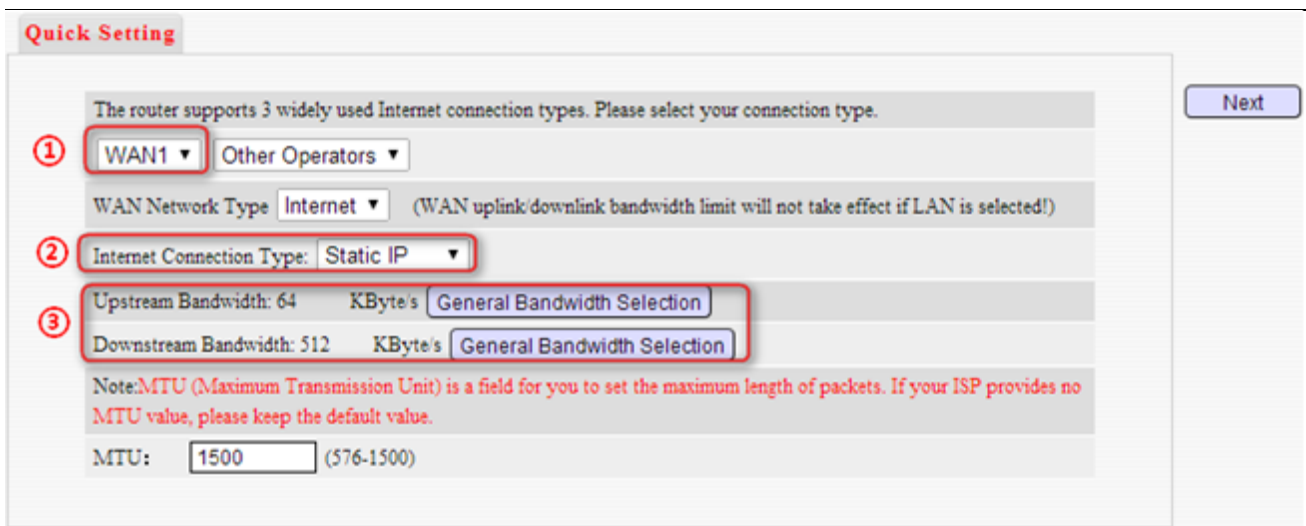 Quick Setting
The router supports 3 widely used Internet connection types. Please select your connection type.
Next
① WAN1 ▼ Other Operators ▼
WAN Network Type Internet ▼ (WAN uplink/downlink bandwidth limit will not take effect if LAN is selected!)
② Internet Connection Type: Static IP ▼
③
Upstream Bandwidth: 64 KByte/s General Bandwidth Selection
Downstream Bandwidth: 512 KByte/s General Bandwidth Selection
Note:MTU (Maximum Transmission Unit) is a field for you to set the maximum length of packets. If your ISP provides no
MTU value, please keep the default value.
MTU: 1500 (576-1500)